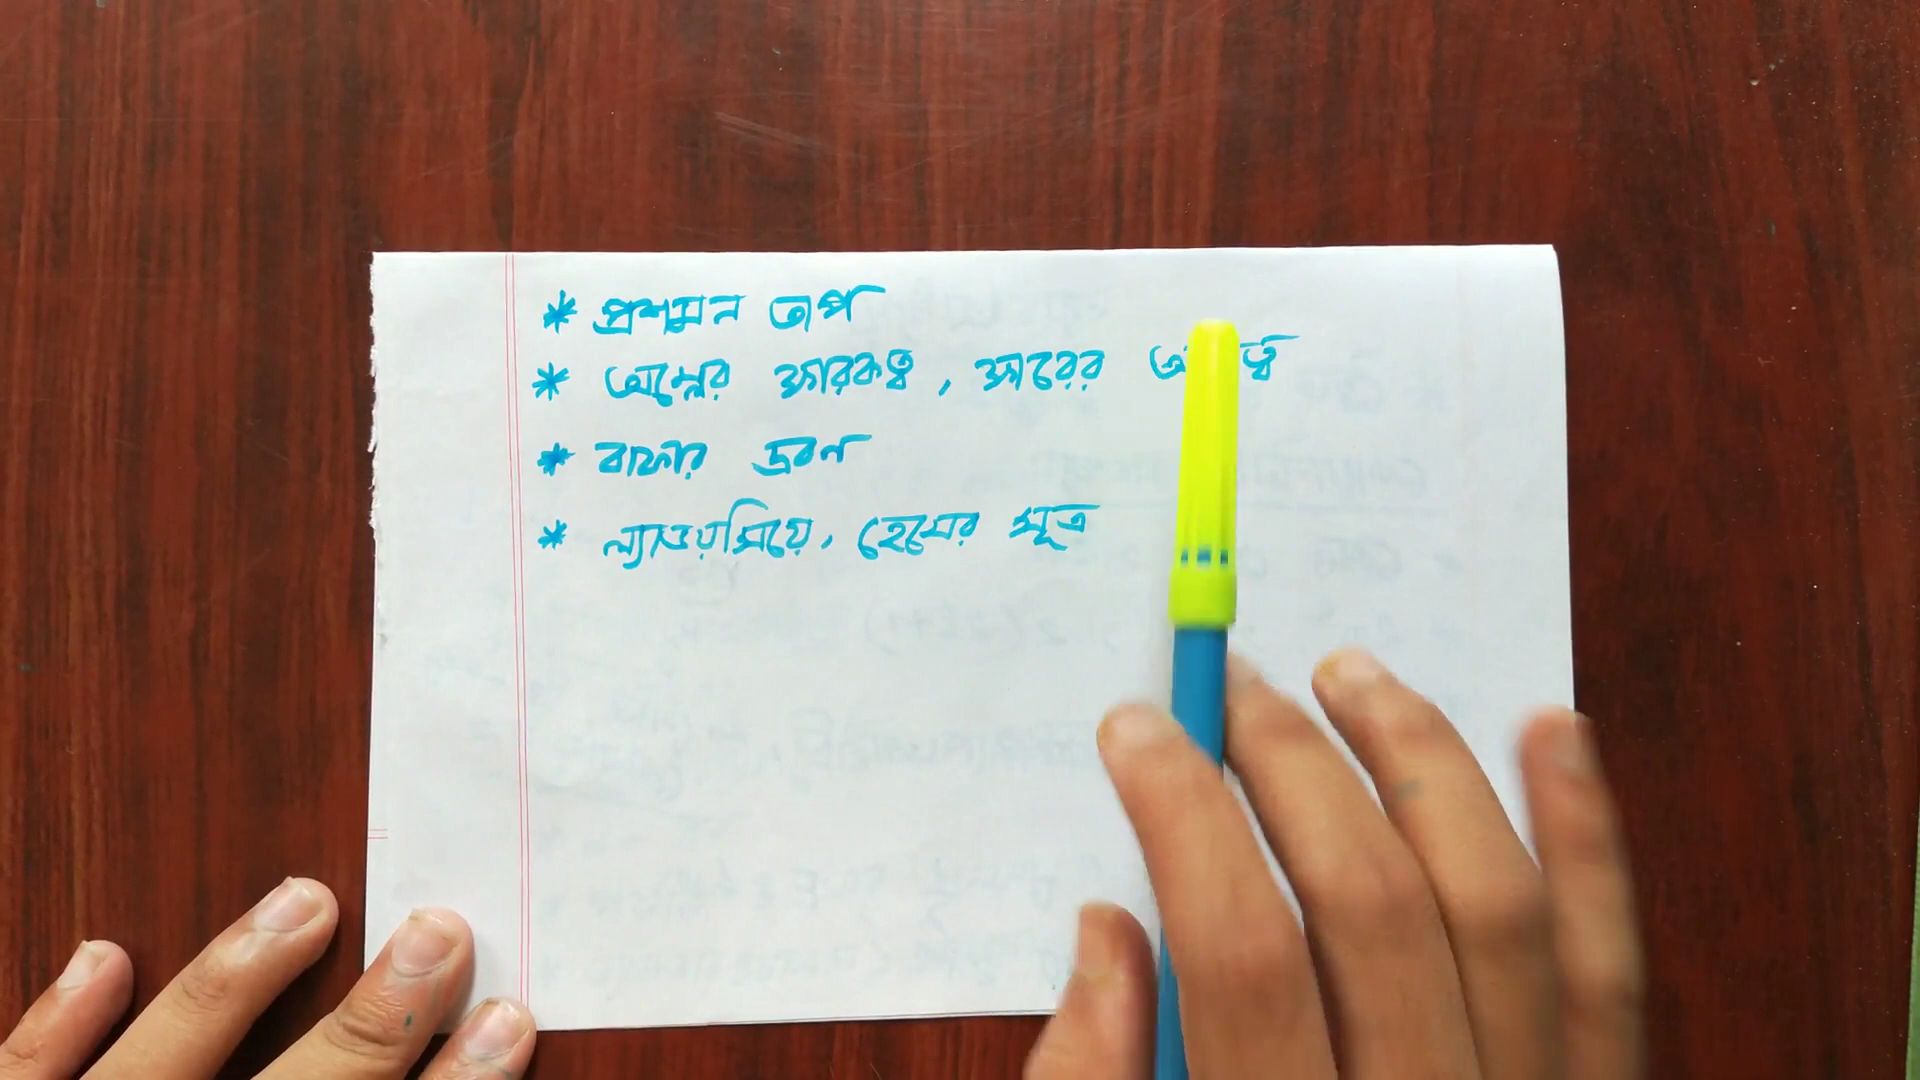 * প্রশমন তাপ
* অম্লের ক্ষারকত্ব, ক্ষারের
* বাফার দ্রবণ
* ল্যাভয়সিয়ে, হেসের সূত্র